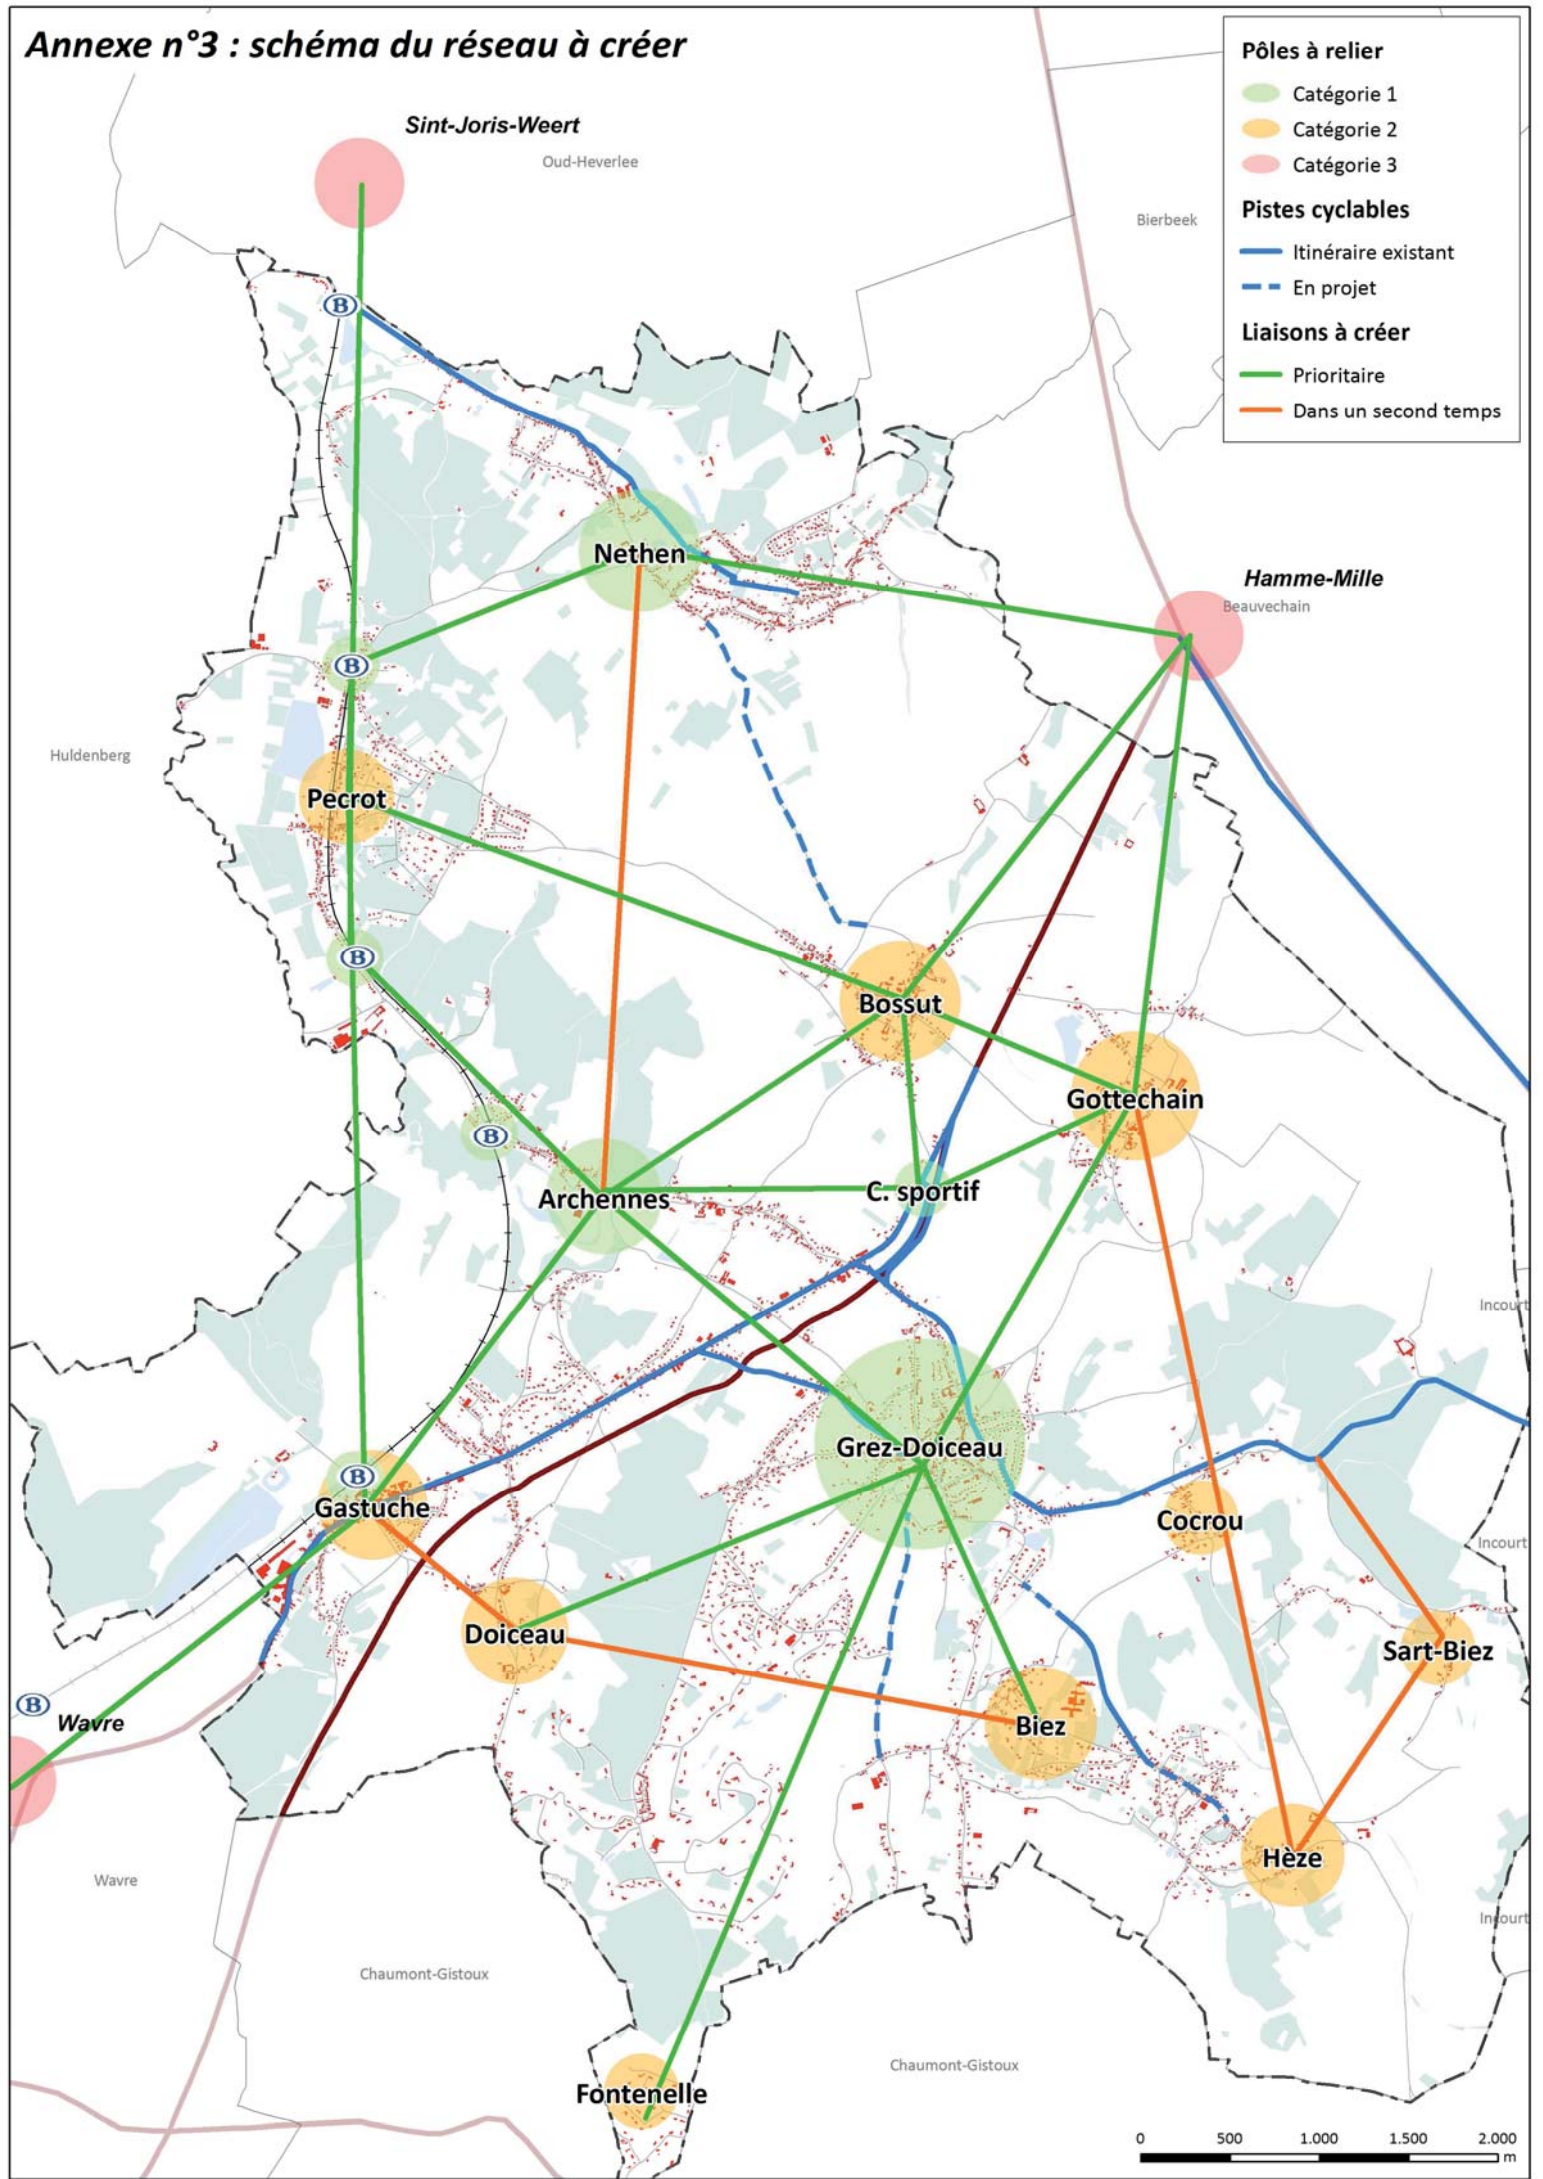 Annexe n°3 : schéma du réseau à créer
Pôles à relier
Catégorie 1
Catégorie 2
Catégorie 3
Pistes cyclables
Itinéraire existant
En projet
Liaisons à créer
Prioritaire
Dans un second temps
Sint-Joris-Weert
Oud-Heverlee
Bierbeek
B
Nethen
Hamme-Mille
Beauvechain
B
Huldenberg
Pecrot
B
Bossut
Gottechain
B
Archennes
C. sportif
Incourt
Grez-Doiceau
B
Gastuche
Cocrou
Incourt
Doiceau
Sart-Biez
B
Wavre
Biez
Hèze
Wavre
Incourt
Chaumont-Gistoux
Chaumont-Gistoux
Fontenelle
0 500 1.000 1.500 2.000
m